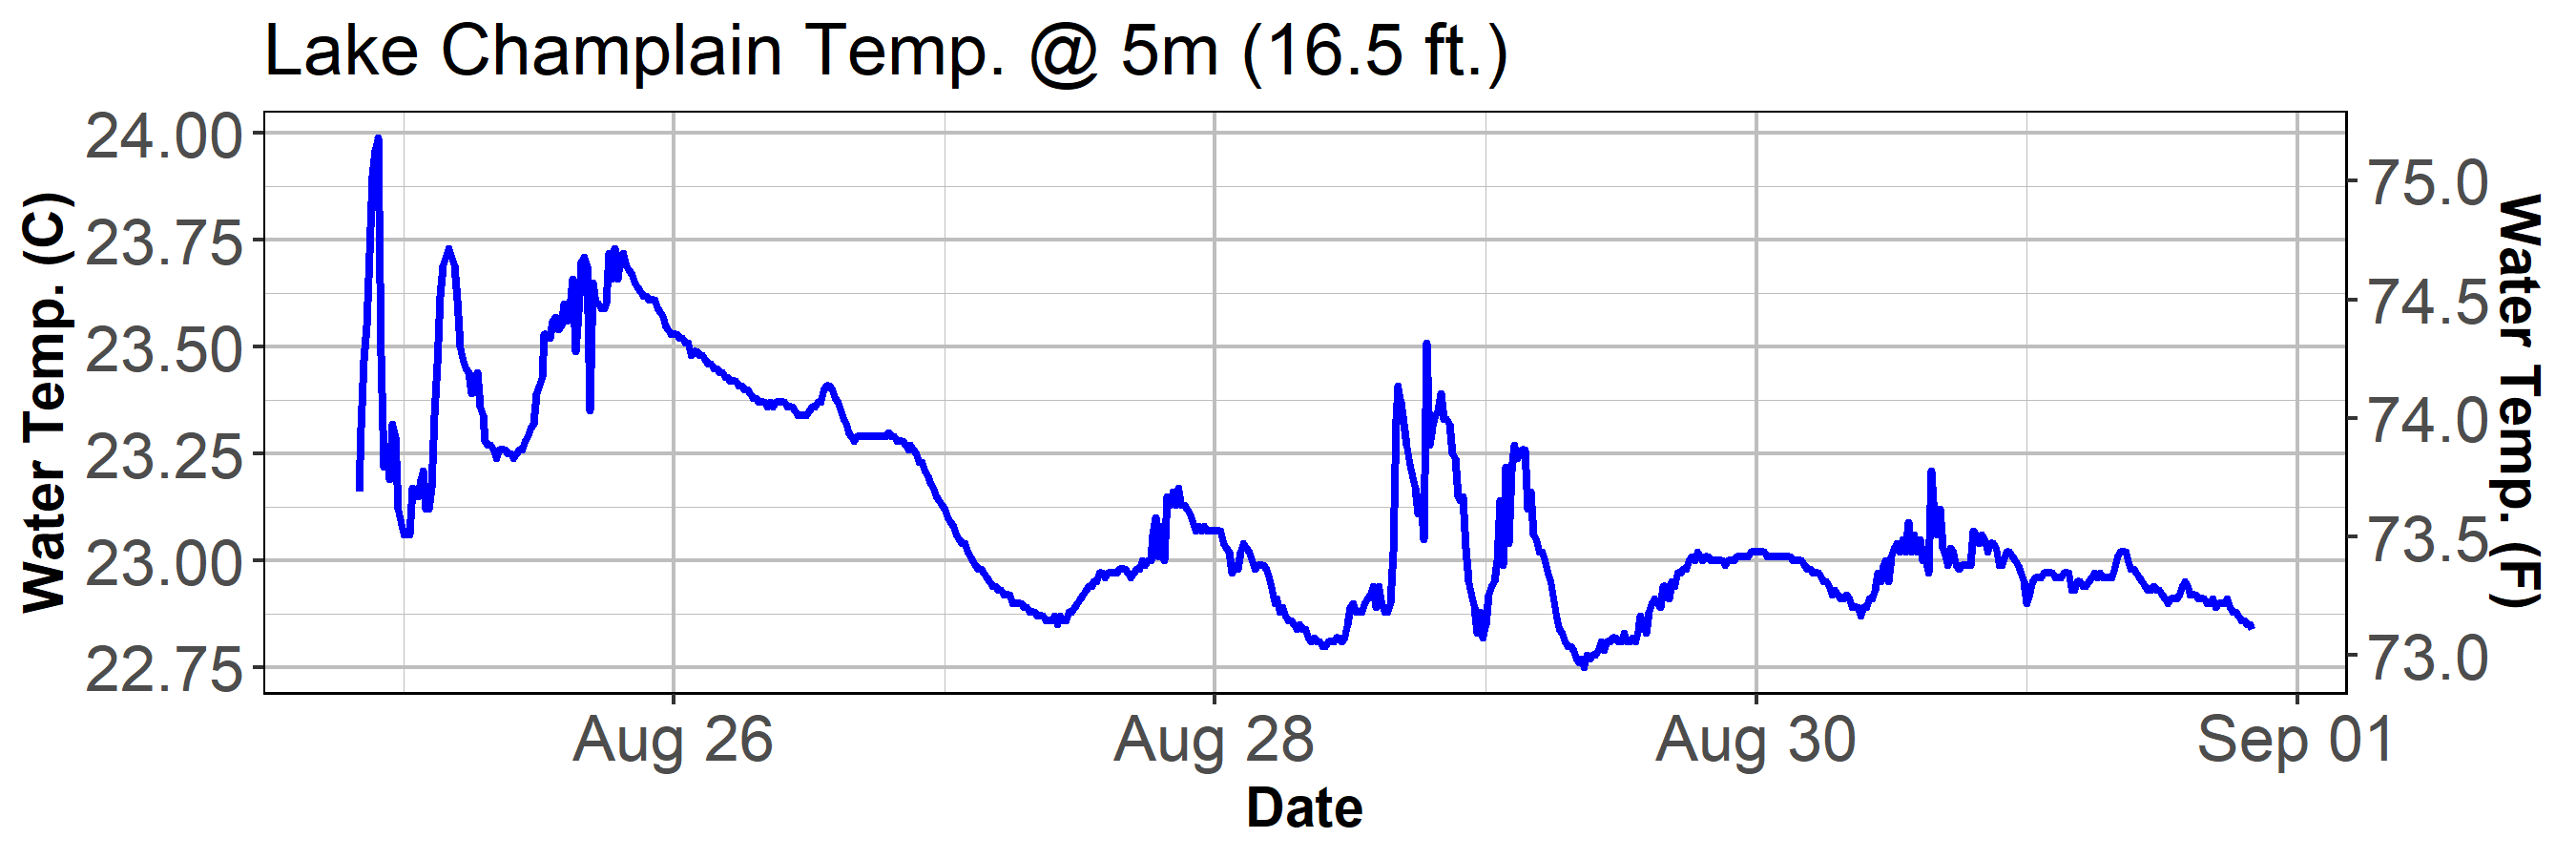 Lake Champlain Temp. @ 5m (16.5 ft.)
24.00
23.75
23.50
23.25
23.00
22.75
Water Temp. (C)
75.0
74.5
74.0
73.5
73.0
Water Temp. (F)
Aug 26
Aug 28
Aug 30
Sep 01
Date